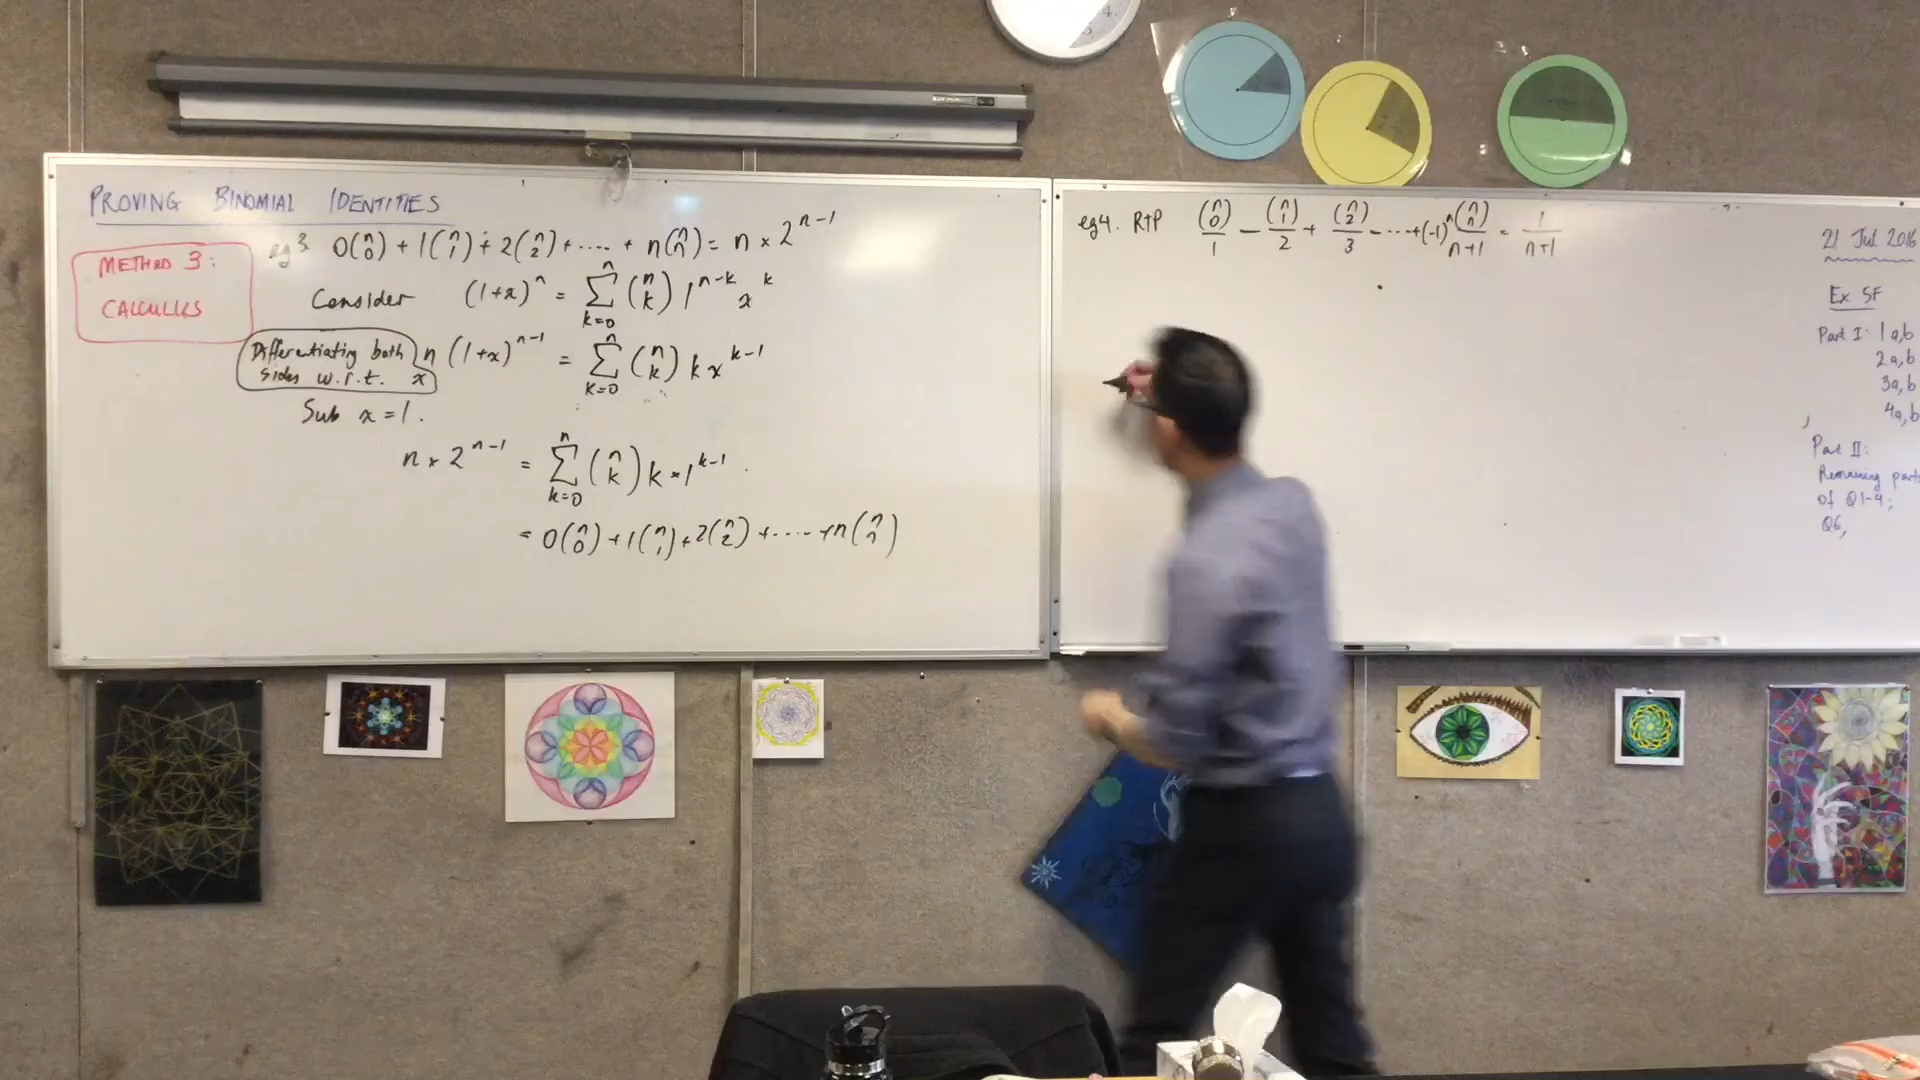 PROVING BINOMIAL IDENTITIES
METHOD 3:
CALCULUS
eg 3. 0(n 0) + 1(n 1) + 2(n 2) + .... + n(n n) = n × 2^(n-1)
Consider (1+x)^n = Σ_{k=0}^n (n k) 1^(n-k) x^k
Differentiating both
sides w.r.t. x
n (1+x)^(n-1) = Σ_{k=0}^n (n k) k x^(k-1)
Sub x = 1.
n × 2^(n-1) = Σ_{k=0}^n (n k) k × 1^(k-1).
= 0(n 0) + 1(n 1) + 2(n 2) + .... + n(n n)
eg 4. RTP (n 0)/1 - (n 1)/2 + (n 2)/3 - ... + (-1)^n (n n)/(n+1) = 1/(n+1)
21 Jul 2016
Ex 5F
Part I: 1a,b
2a,b
3a,b
4a,b
Part II:
Remaining parts
of Q1-4;
Q6,